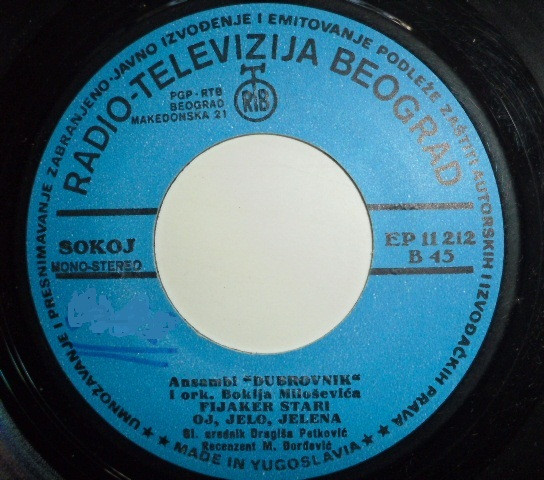 UMNOŽAVANJE I PRESNIMAVANJE ZABRANJENO - JAVNO IZVOĐENJE I EMITOVANJE PODLEŽE ZAŠTITI AUTORSKIH I IZVOĐAČKIH PRAVA
RADIO-TELEVIZIJA BEOGRAD
PGP - RTB
BEOGRAD
MAKEDONSKA 21
RTB
SOKOJ
MONO-STEREO
EP 11 212
B 45
Ansambl "DUBROVNIK"
i ork. Bokija Miloševića
FIJAKER STARI
OJ, JELO, JELENA
Gl. urednik Dragiša Petković
Recenzent M. Đorđević
MADE IN YUGOSLAVIA